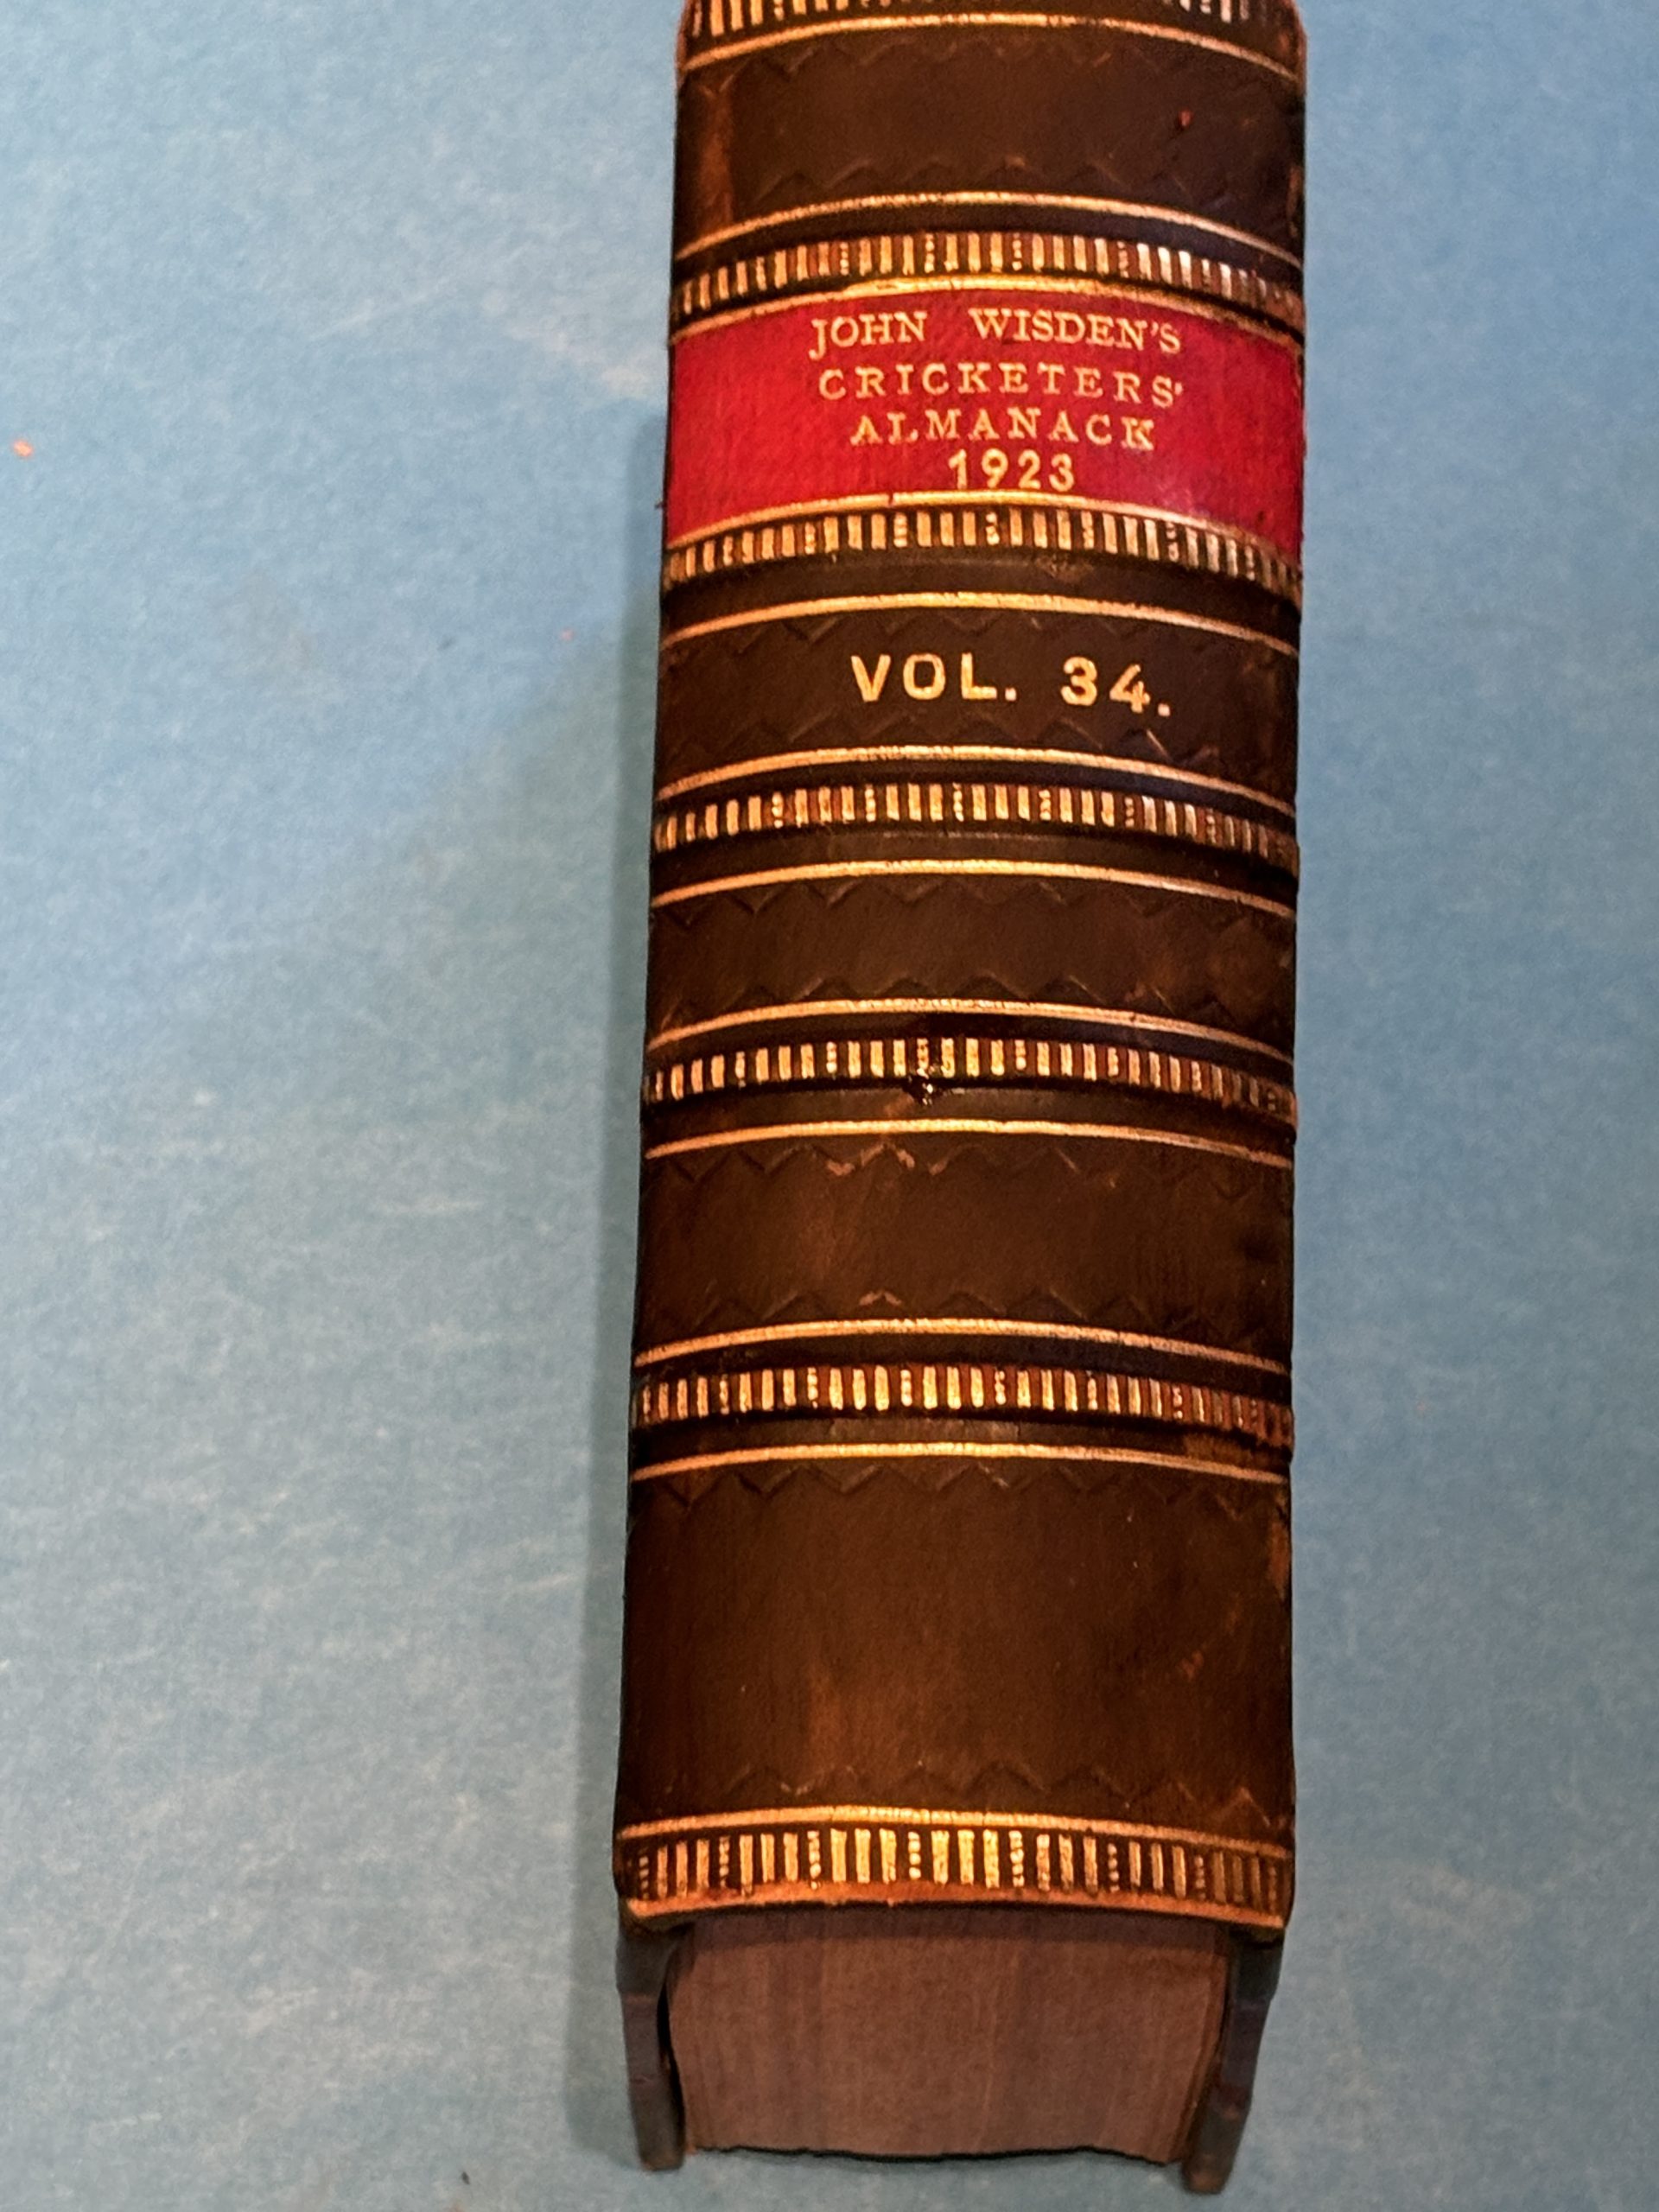 JOHN WISDEN'S
CRICKETERS'
ALMANACK
1923
VOL. 34.